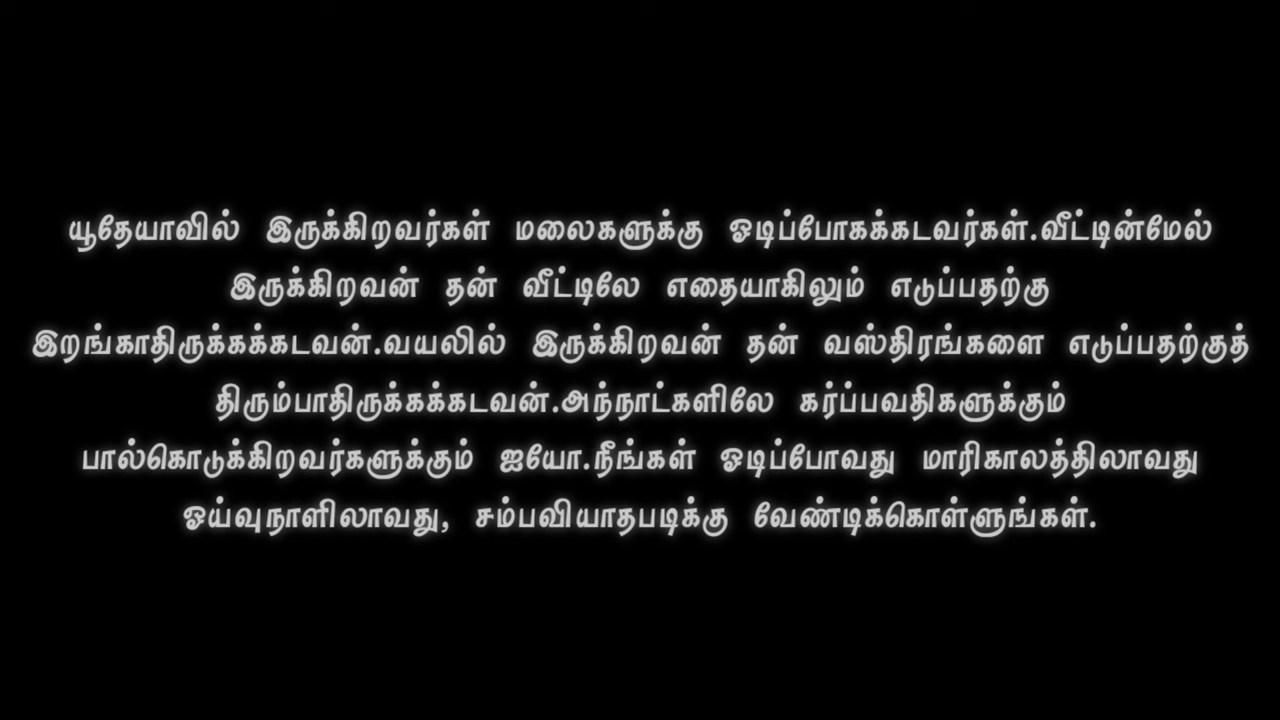 யூதேயாவில் இருக்கிறவர்கள் மலைகளுக்கு ஓடிப்போகக்கடவர்கள்.வீட்டின்மேல்
இருக்கிறவன் தன் வீட்டிலே எதையாகிலும் எடுப்பதற்கு
இறங்காதிருக்கக்கடவன்.வயலில் இருக்கிறவன் தன் வஸ்திரங்களை எடுப்பதற்குத்
திரும்பாதிருக்கக்கடவன்.அந்நாட்களிலே கர்ப்பவதிகளுக்கும்
பால்கொடுக்கிறவர்களுக்கும் ஐயோ.நீங்கள் ஓடிப்போவது மாரிகாலத்திலாவது
ஓய்வுநாளிலாவது, சம்பவியாதபடிக்கு வேண்டிக்கொள்ளுங்கள்.